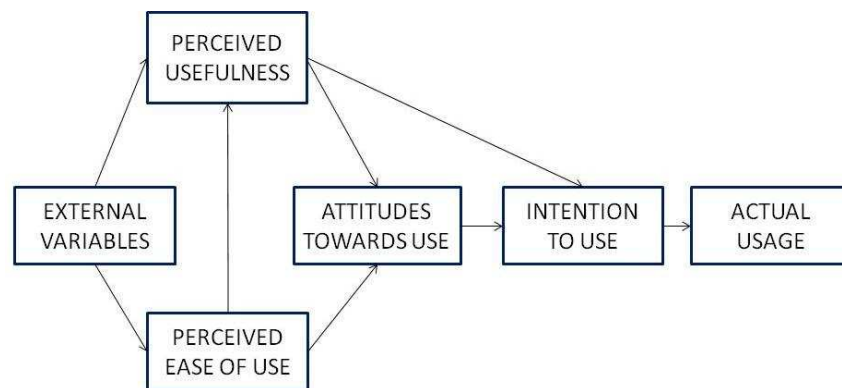 PERCEIVED
USEFULNESS
EXTERNAL
VARIABLES
ATTITUDES
TOWARDS USE
INTENTION
TO USE
ACTUAL
USAGE
PERCEIVED
EASE OF USE